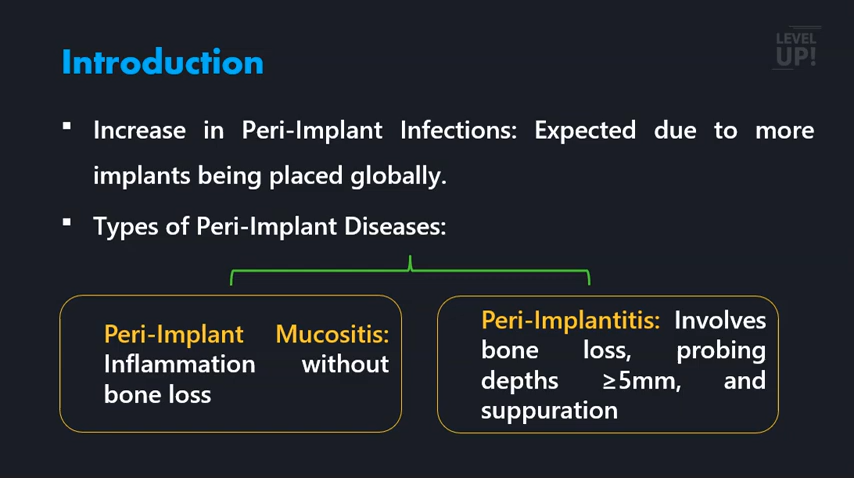 LEVEL
UP!
Introduction
▪ Increase in Peri-Implant Infections: Expected due to more
implants being placed globally.
▪ Types of Peri-Implant Diseases:
Peri-Implant Mucositis:
Inflammation without
bone loss
Peri-Implantitis: Involves
bone loss, probing
depths ≥5mm, and
suppuration